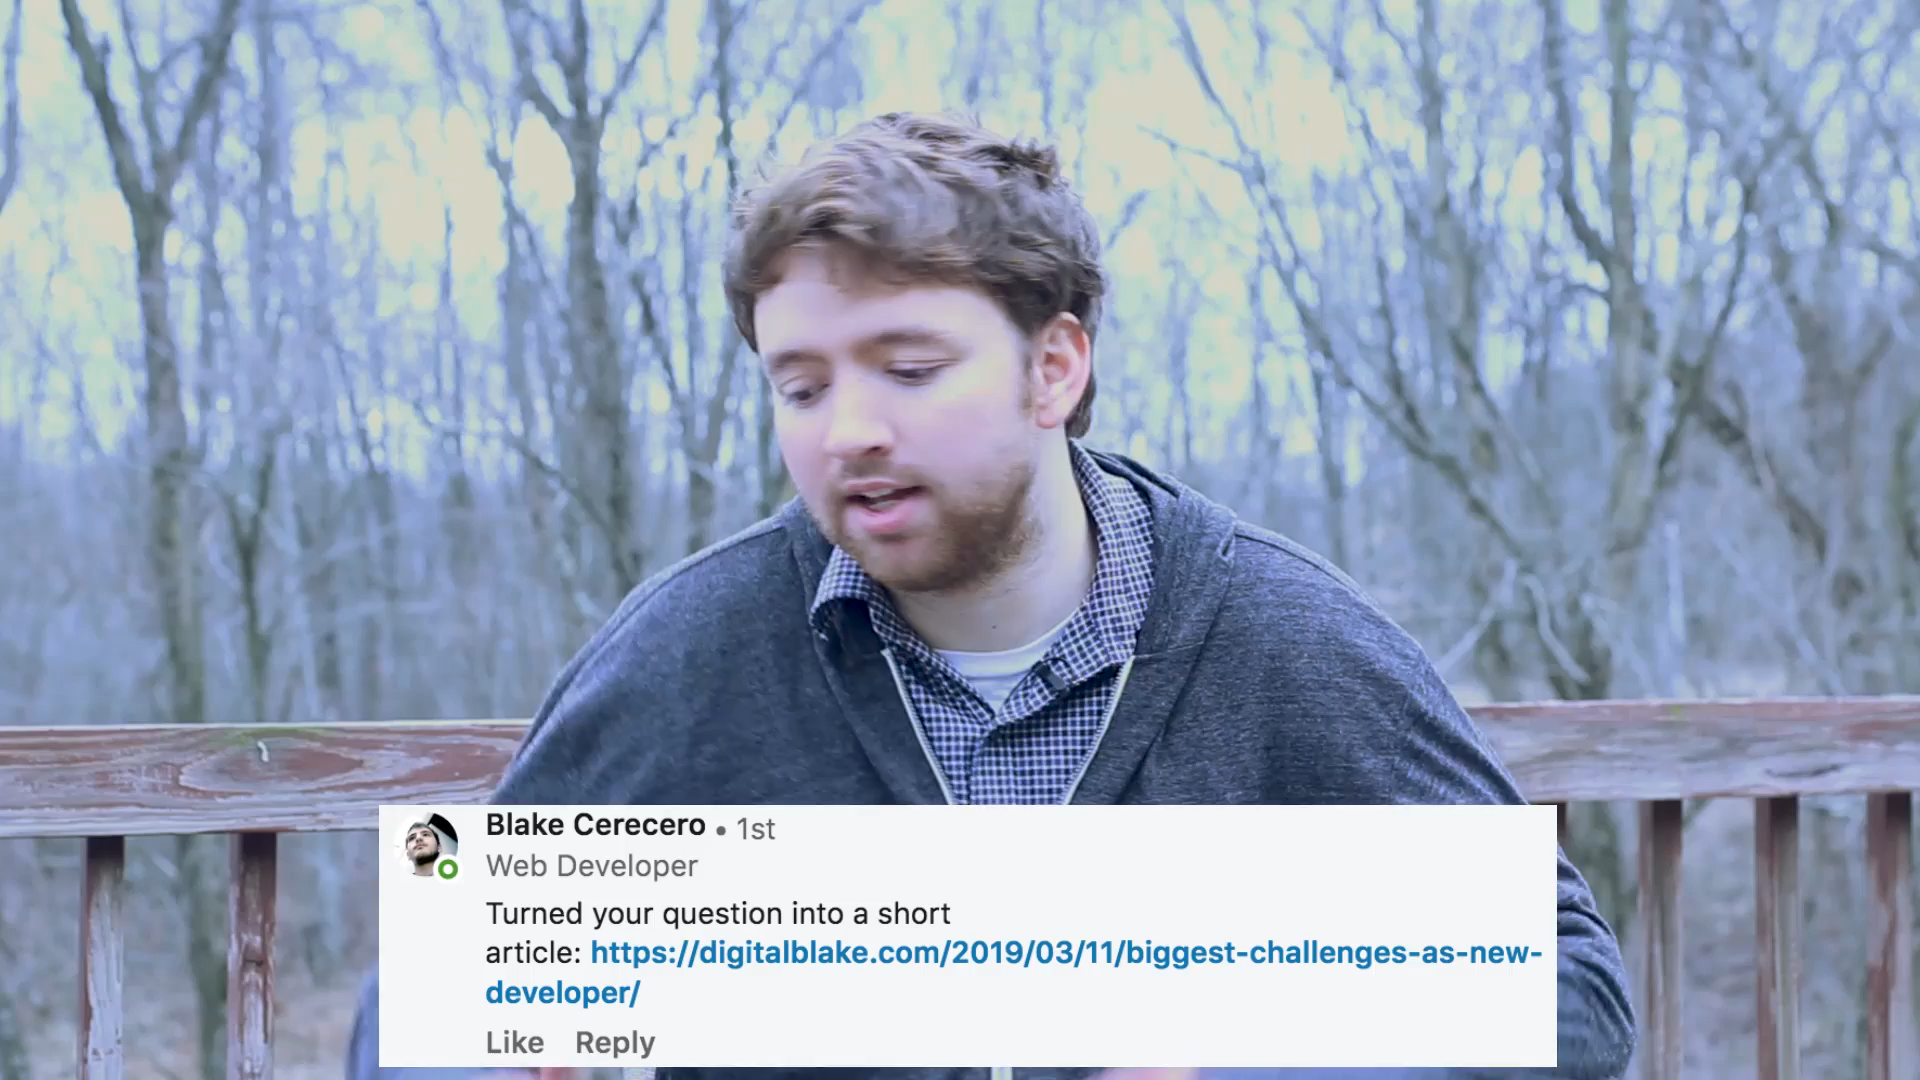 Blake Cerecero • 1st
Web Developer
Turned your question into a short
article: https://digitalblake.com/2019/03/11/biggest-challenges-as-new-
developer/
Like Reply